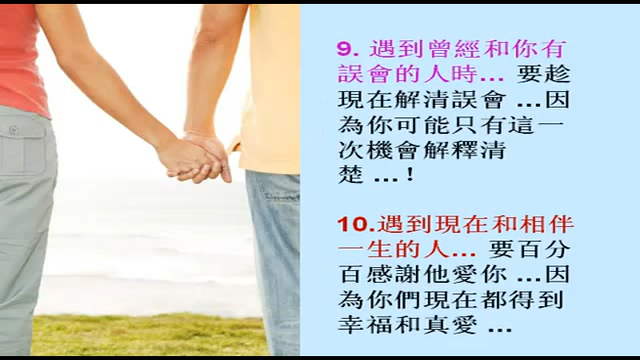 9. 遇到曾經和你有
誤會的人時... 要趁
現在解清誤會 ...因
為你可能只有這一
次機會解釋清
楚 ...！
10.遇到現在和相伴
一生的人... 要百分
百感謝他愛你 ...因
為你們現在都得到
幸福和真愛 ...